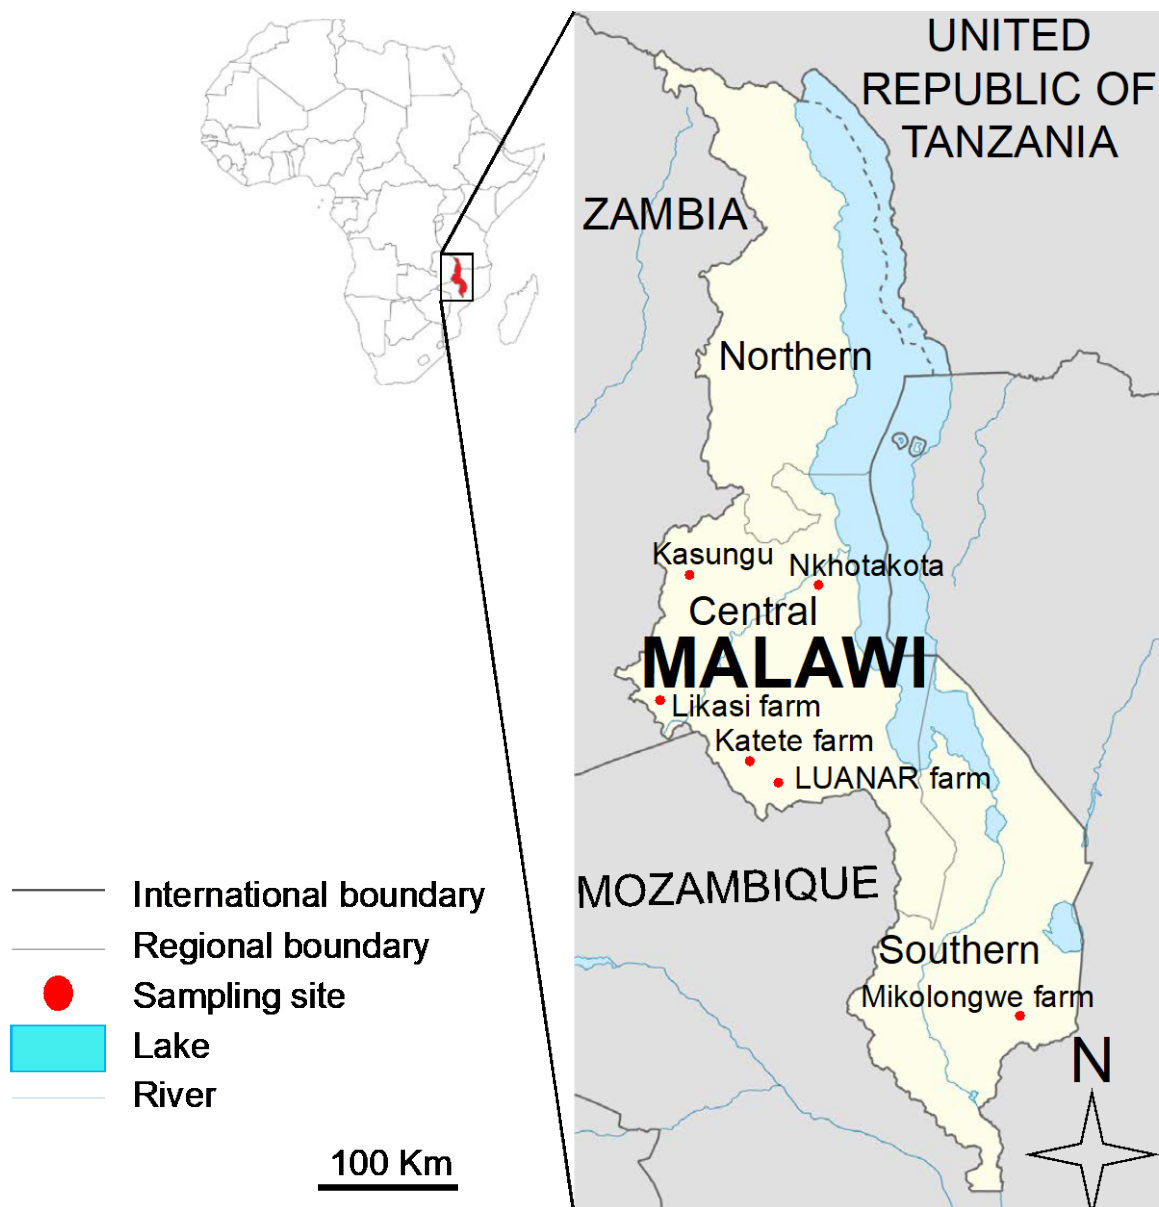 UNITED
REPUBLIC OF
TANZANIA
ZAMBIA
Northern
Kasungu
Nkhotakota
Central
MALAWI
Likasi farm
Katete farm
LUANAR farm
MOZAMBIQUE
Southern
Mikolongwe farm
N
International boundary
Regional boundary
Sampling site
Lake
River
100 Km